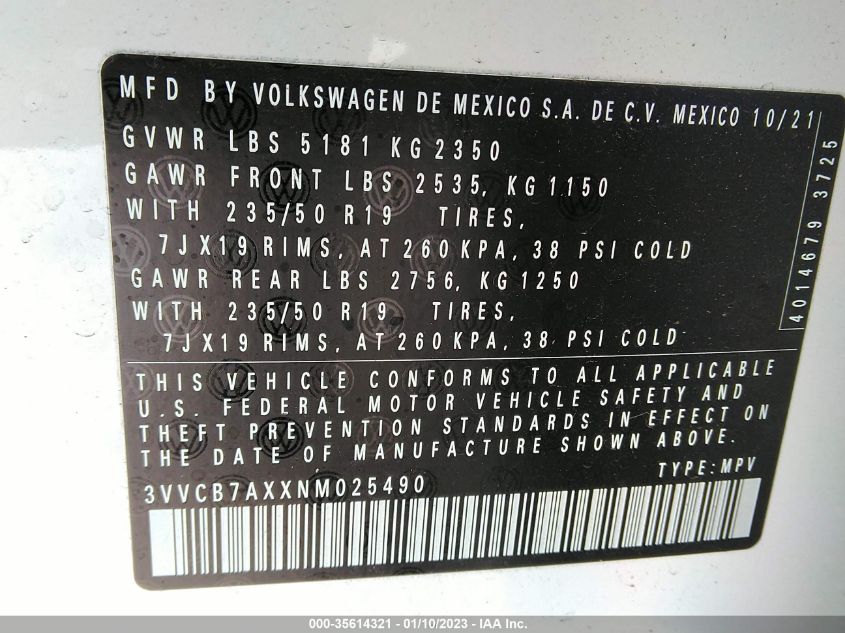 MFD BY VOLKSWAGEN DE MEXICO S.A. DE C.V. MEXICO 10/21
GVWR LBS 5181 KG 2350
GAWR FRONT LBS 2535, KG 1150
WITH 235/50 R19 TIRES,
7JX19 RIMS, AT 260 KPA, 38 PSI COLD
GAWR REAR LBS 2756, KG 1250
WITH 235/50 R19 TIRES,
7JX19 RIMS, AT 260 KPA, 38 PSI COLD
4014679 3725
THIS VEHICLE CONFORMS TO ALL APPLICABLE
U.S. FEDERAL MOTOR VEHICLE SAFETY AND
THEFT PREVENTION STANDARDS IN EFFECT ON
THE DATE OF MANUFACTURE SHOWN ABOVE.
TYPE: MPV
3VVCB7AXXNM025490
000-35614321 - 01/10/2023 - IAA Inc.